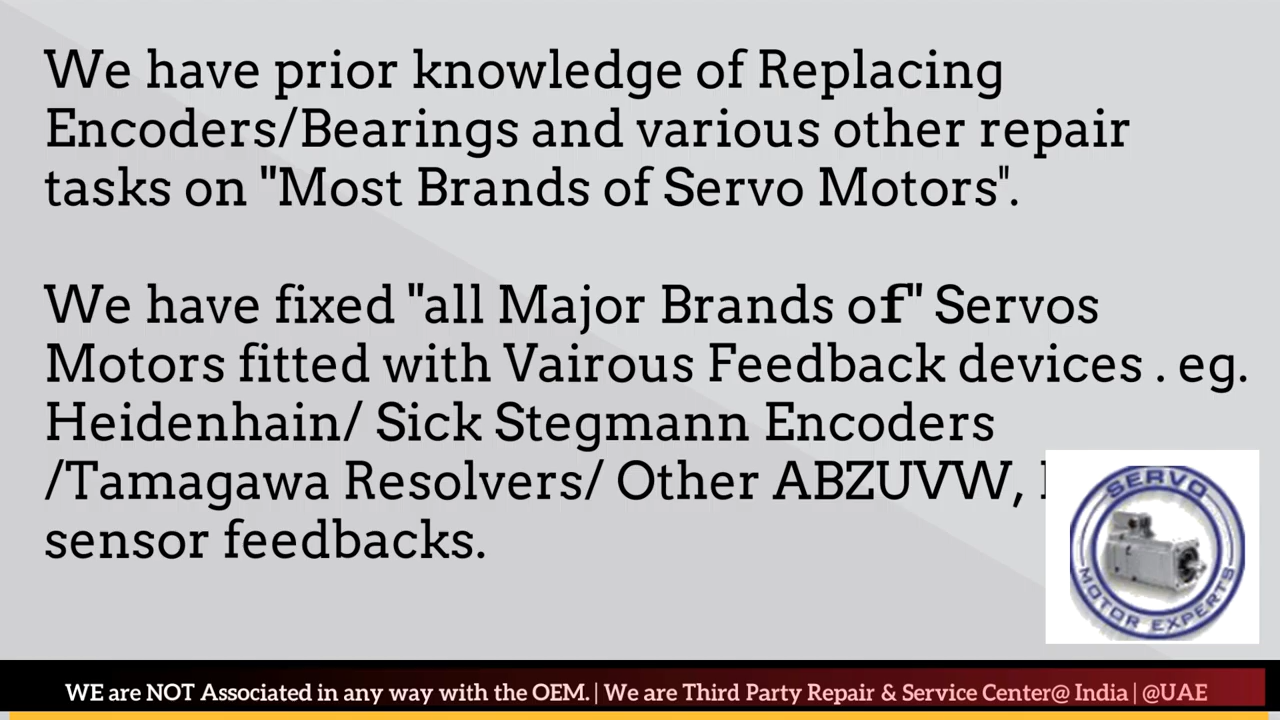 We have prior knowledge of Replacing
Encoders/Bearings and various other repair
tasks on "Most Brands of Servo Motors".
We have fixed "all Major Brands of" Servos
Motors fitted with Vairous Feedback devices . eg.
Heidenhain/ Sick Stegmann Encoders
/Tamagawa Resolvers/ Other ABZUVW,
sensor feedbacks.
SERVO
MOTOR EXPERTS
WE are NOT Associated in any way with the OEM. | We are Third Party Repair & Service Center@ India | @UAE